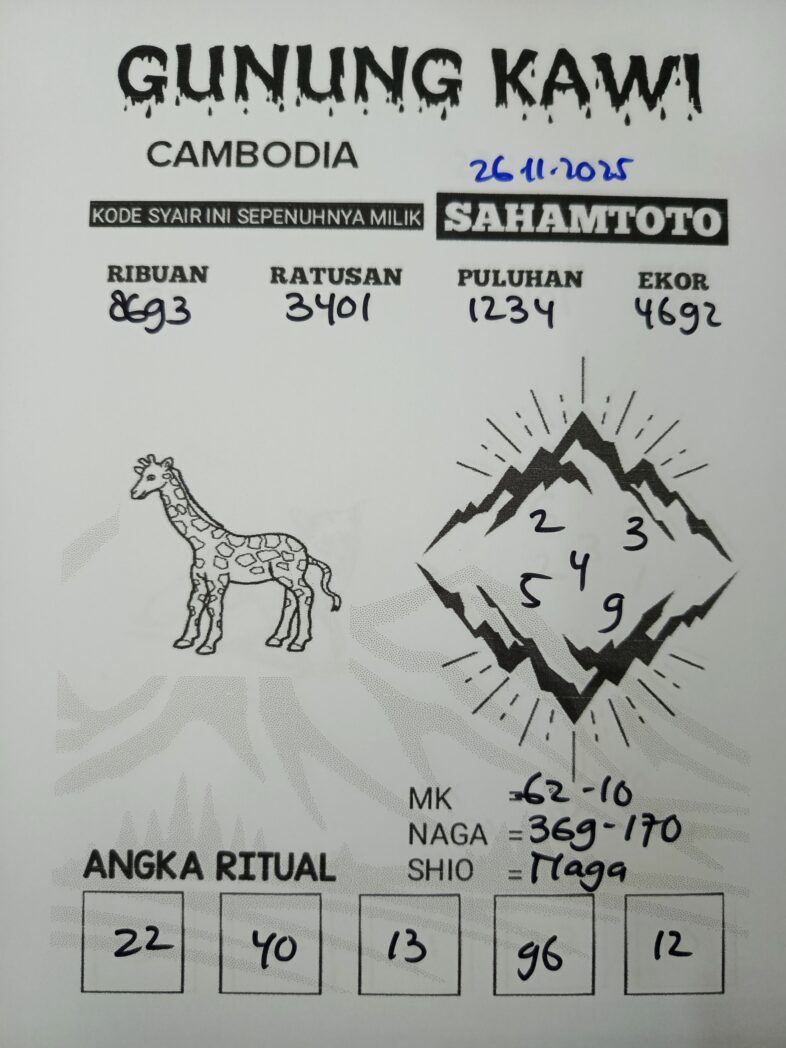 GUNUNG KAWI
CAMBODIA
26.11.2025
KODE SYAIR INI SEPENUHNYA MILIK SAHAMTOTO
RIBUAN RATUSAN PULUHAN EKOR
8693 3401 1234 4692
2 3
4
5 9
MK =62-10
NAGA =369-170
SHIO =Naga
ANGKA RITUAL
22 40 13 96 12